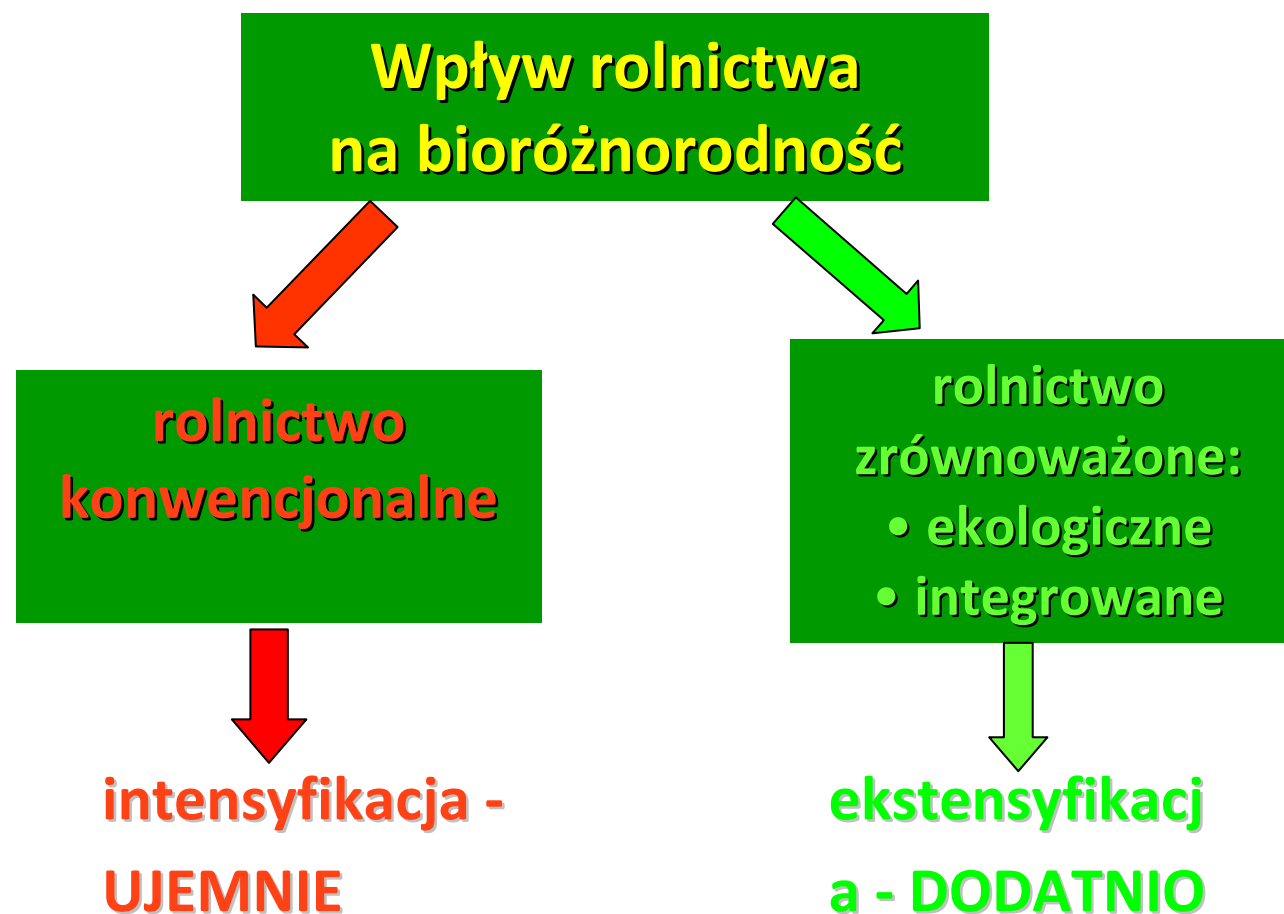 Wpływ rolnictwa
na bioróżnorodność
rolnictwo
konwencjonalne
rolnictwo
zrównoważone:
• ekologiczne
• integrowane
intensyfikacja -
UJEMNIE
ekstensyfikacj
a - DODATNIO